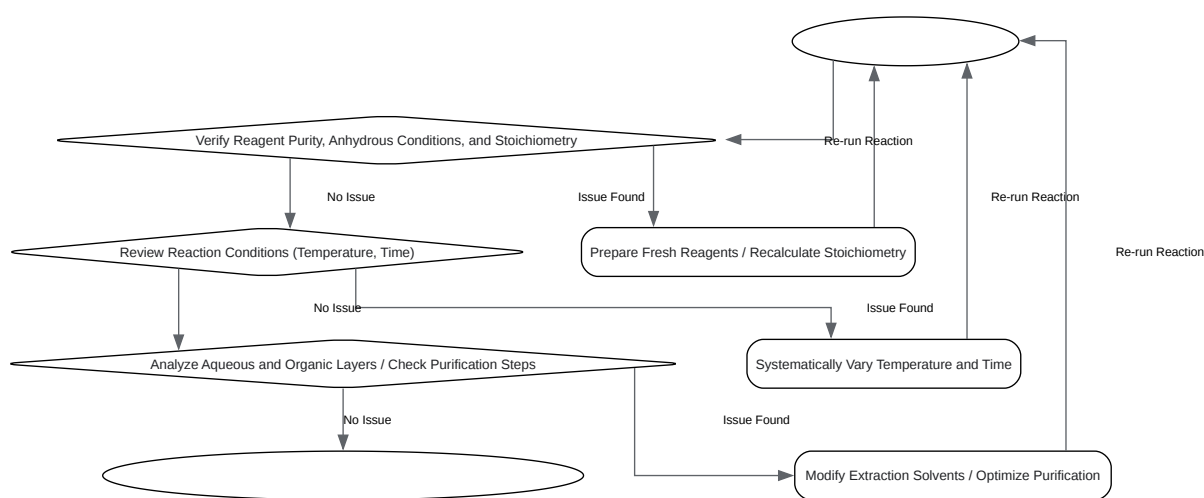 Verify Reagent Purity, Anhydrous Conditions, and Stoichiometry
Re-run Reaction
No Issue
Issue Found
Re-run Reaction
Review Reaction Conditions (Temperature, Time)
Prepare Fresh Reagents / Recalculate Stoichiometry
Re-run Reaction
No Issue
Issue Found
Analyze Aqueous and Organic Layers / Check Purification Steps
Systematically Vary Temperature and Time
No Issue
Issue Found
Modify Extraction Solvents / Optimize Purification